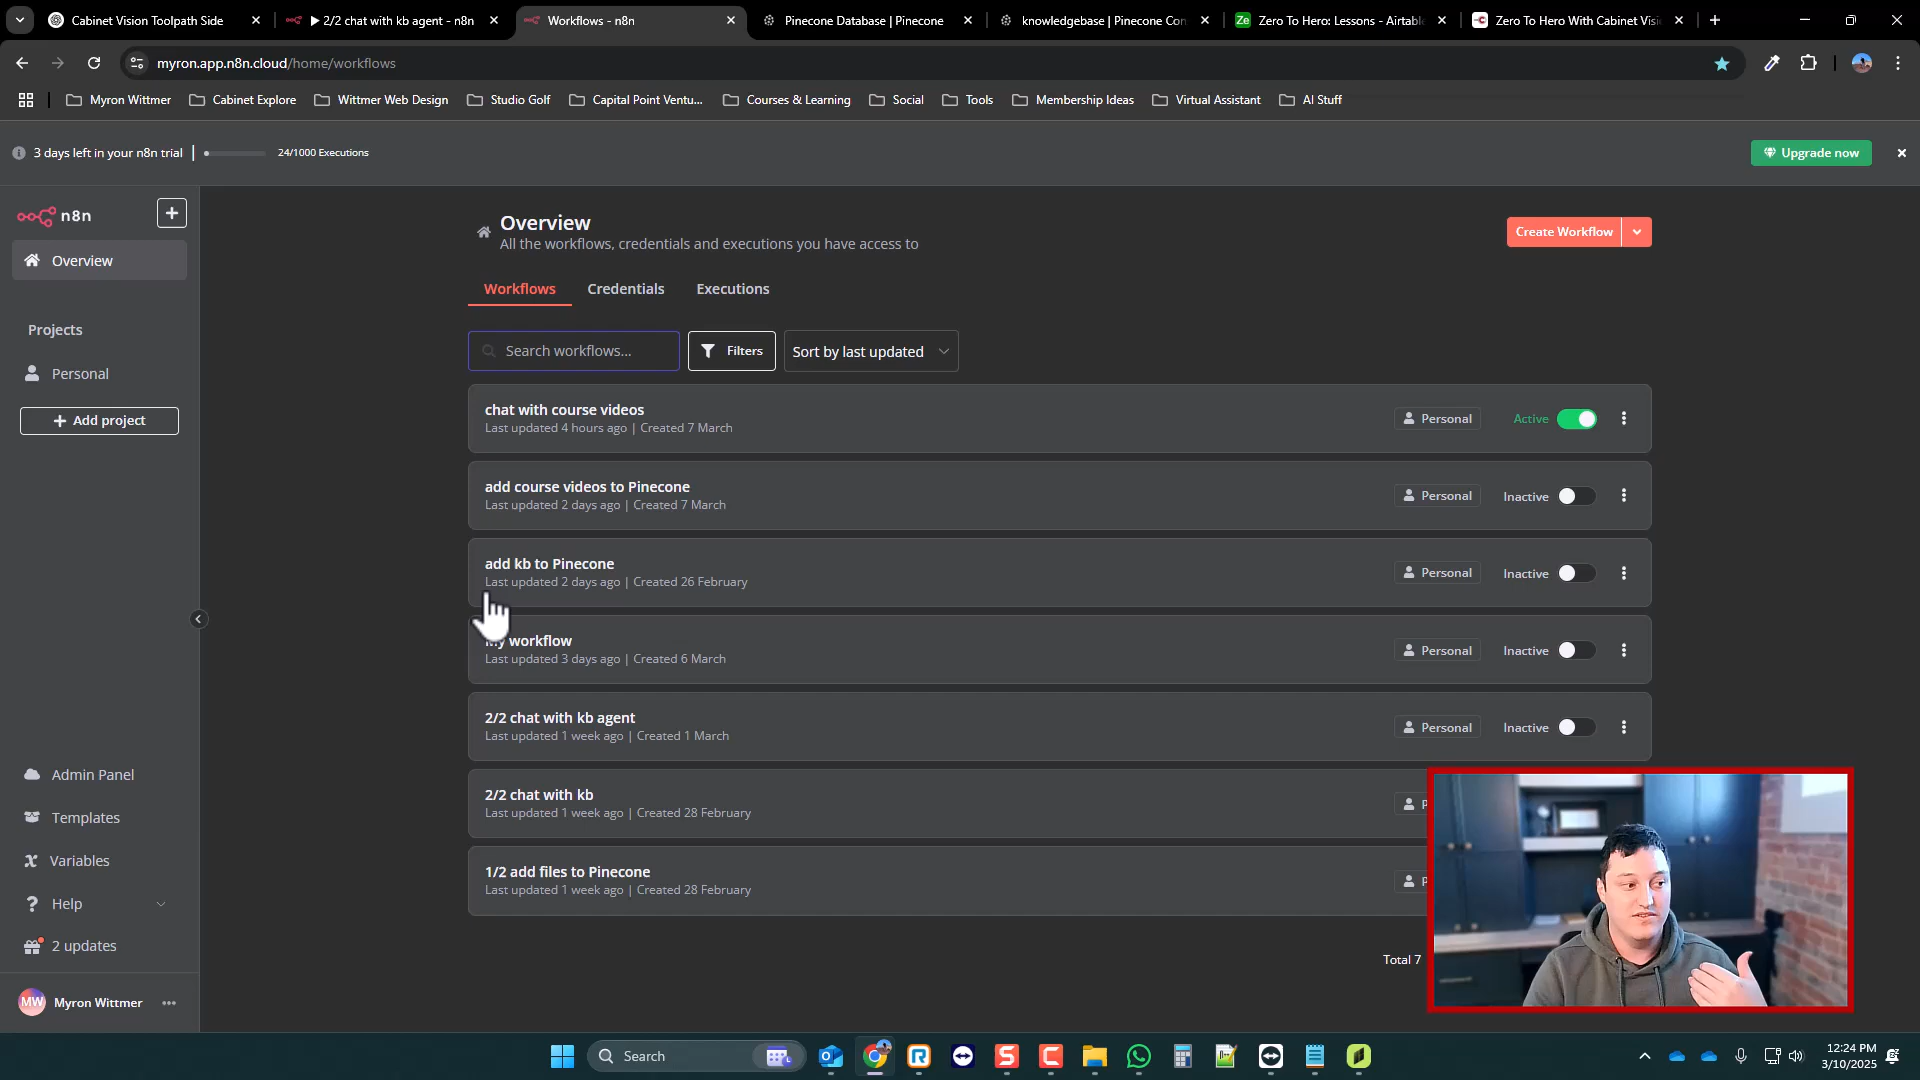 Cabinet Vision Toolpath Side
2/2 chat with kb agent - n8n
Workflows - n8n
Pinecone Database | Pinecone
knowledgebase | Pinecone Con
Ze Zero To Hero: Lessons - Airtabl
Zero To Hero With Cabinet Visi
myron.app.n8n.cloud/home/workflows
Myron Wittmer
Cabinet Explore
Wittmer Web Design
Studio Golf
Capital Point Ventu...
Courses & Learning
Social
Tools
Membership Ideas
Virtual Assistant
AI Stuff
3 days left in your n8n trial
24/1000 Executions
Upgrade now
n8n
Overview
All the workflows, credentials and executions you have access to
Create Workflow
Overview
Projects
Personal
Add project
Workflows
Credentials
Executions
Search workflows...
Filters
Sort by last updated
chat with course videos
Last updated 4 hours ago | Created 7 March
Personal
Active
add course videos to Pinecone
Last updated 2 days ago | Created 7 March
Personal
Inactive
add kb to Pinecone
Last updated 2 days ago | Created 26 February
Personal
Inactive
workflow
Last updated 3 days ago | Created 6 March
Personal
Inactive
2/2 chat with kb agent
Last updated 1 week ago | Created 1 March
Personal
Inactive
2/2 chat with kb
Last updated 1 week ago | Created 28 February
1/2 add files to Pinecone
Last updated 1 week ago | Created 28 February
Total 7
Admin Panel
Templates
Variables
Help
2 updates
MW Myron Wittmer
Search
12:24 PM
3/10/2025